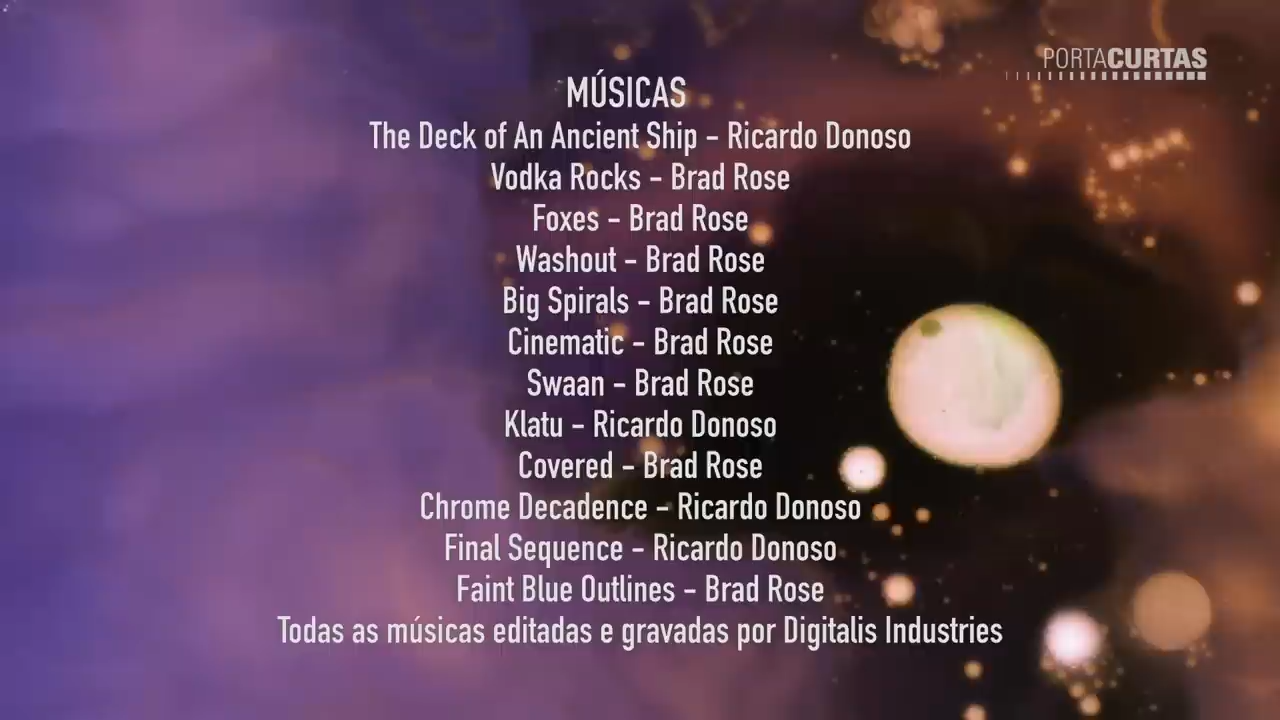 PORTACURTAS
MÚSICAS
The Deck of An Ancient Ship – Ricardo Donoso
Vodka Rocks – Brad Rose
Foxes – Brad Rose
Washout – Brad Rose
Big Spirals – Brad Rose
Cinematic – Brad Rose
Swaan – Brad Rose
Klatu – Ricardo Donoso
Covered – Brad Rose
Chrome Decadence – Ricardo Donoso
Final Sequence – Ricardo Donoso
Faint Blue Outlines – Brad Rose
Todas as músicas editadas e gravadas por Digitalis Industries